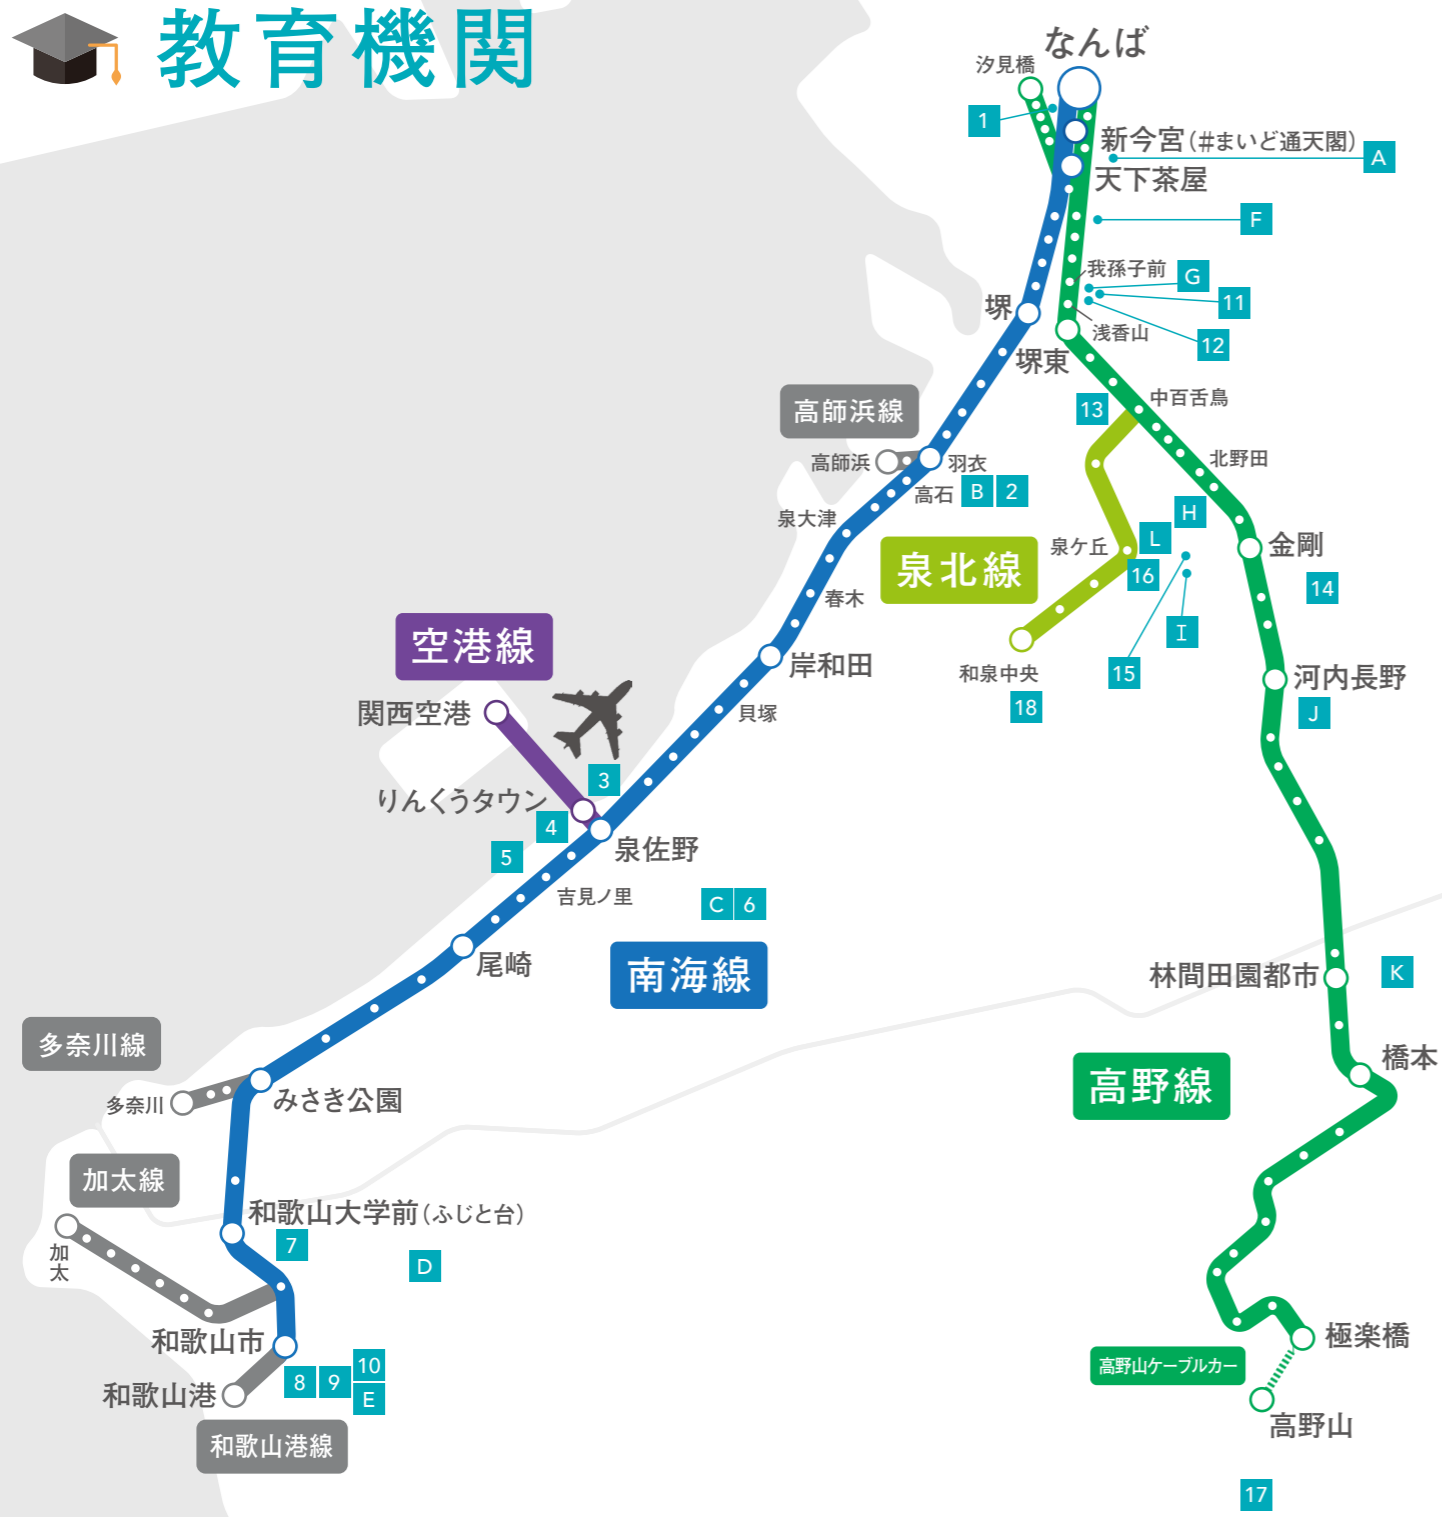 教育機関
なんば
汐見橋
1
新今宮(#まいど通天閣)
A
天下茶屋
F
我孫子前
G
11
堺
浅香山
12
堺東
高師浜線
13
中百舌鳥
高師浜
羽衣
北野田
高石
B
2
泉大津
H
泉北線
泉ケ丘
L
金剛
16
14
春木
空港線
I
岸和田
和泉中央
15
河内長野
18
J
関西空港
貝塚
3
りんくうタウン
4
泉佐野
5
吉見ノ里
C
6
尾崎
南海線
林間田園都市
K
多奈川線
橋本
高野線
多奈川
みさき公園
加太線
和歌山大学前(ふじと台)
7
加太
D
和歌山市
極楽橋
高野山ケーブルカー
10
8
9
和歌山港
E
高野山
和歌山港線
17